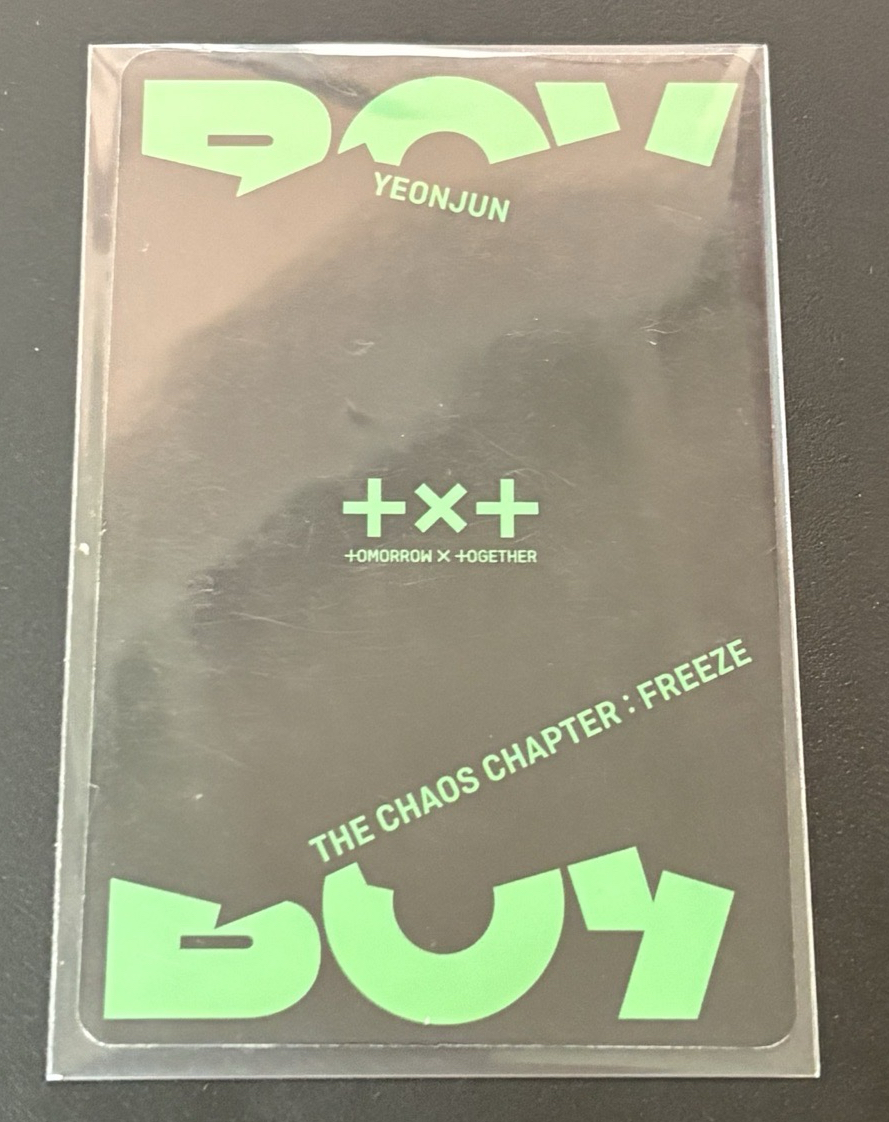 BOY
YEONJUN
+×+
+OMORROW × +OGETHER
THE CHAOS CHAPTER : FREEZE
BOY